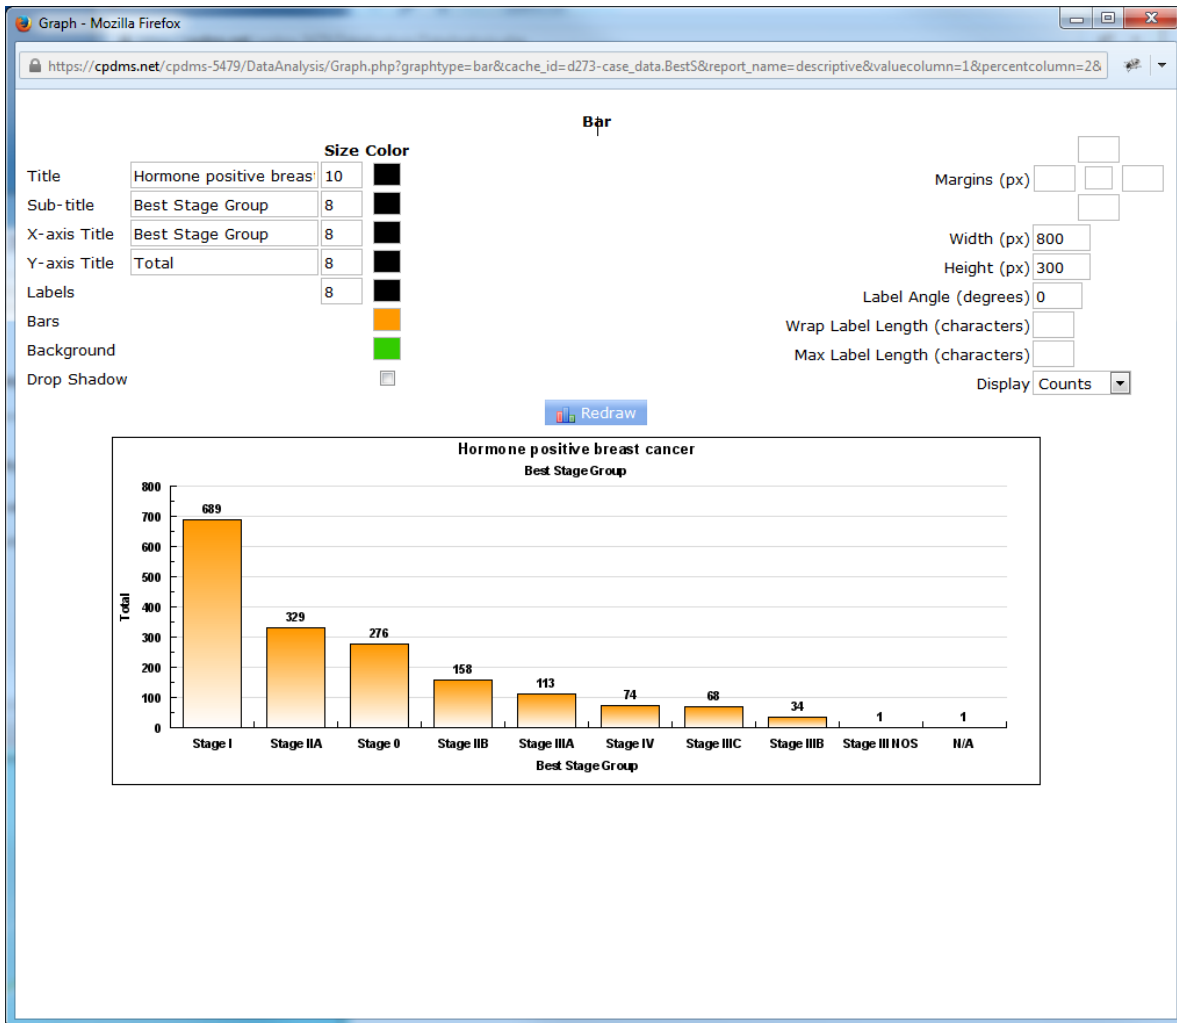 Graph - Mozilla Firefox
https://cpdms.net/cpdms-5479/DataAnalysis/Graph.php?graphtype=bar&cache_id=d273-case_data.BestS&report_name=descriptive&valuecolumn=1&percentcolumn=2&
Bar
Size Color
Title Hormone positive breas 10
Sub-title Best Stage Group 8
X-axis Title Best Stage Group 8
Y-axis Title Total 8
Labels 8
Bars
Background
Drop Shadow
Margins (px)
Width (px) 800
Height (px) 300
Label Angle (degrees) 0
Wrap Label Length (characters)
Max Label Length (characters)
Display Counts
Redraw
Hormone positive breast cancer
Best Stage Group
Total
800
700
600
500
400
300
200
100
0
689
329
276
158
113
74
68
34
1
1
Stage I Stage IIA Stage 0 Stage IIB Stage IIIA Stage IV Stage IIIC Stage IIIB Stage III NOS N/A
Best Stage Group